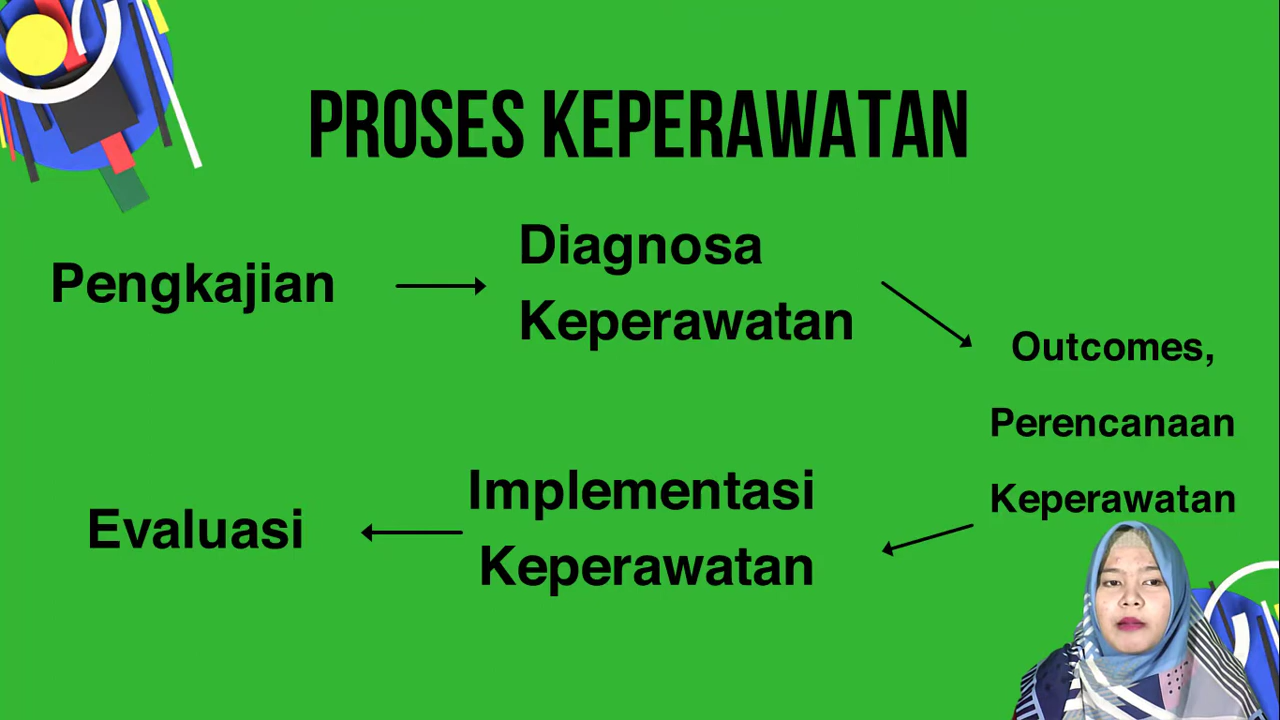 PROSES KEPERAWATAN
Pengkajian
Diagnosa
Keperawatan
Outcomes,
Perencanaan
Keperawatan
Implementasi
Keperawatan
Evaluasi